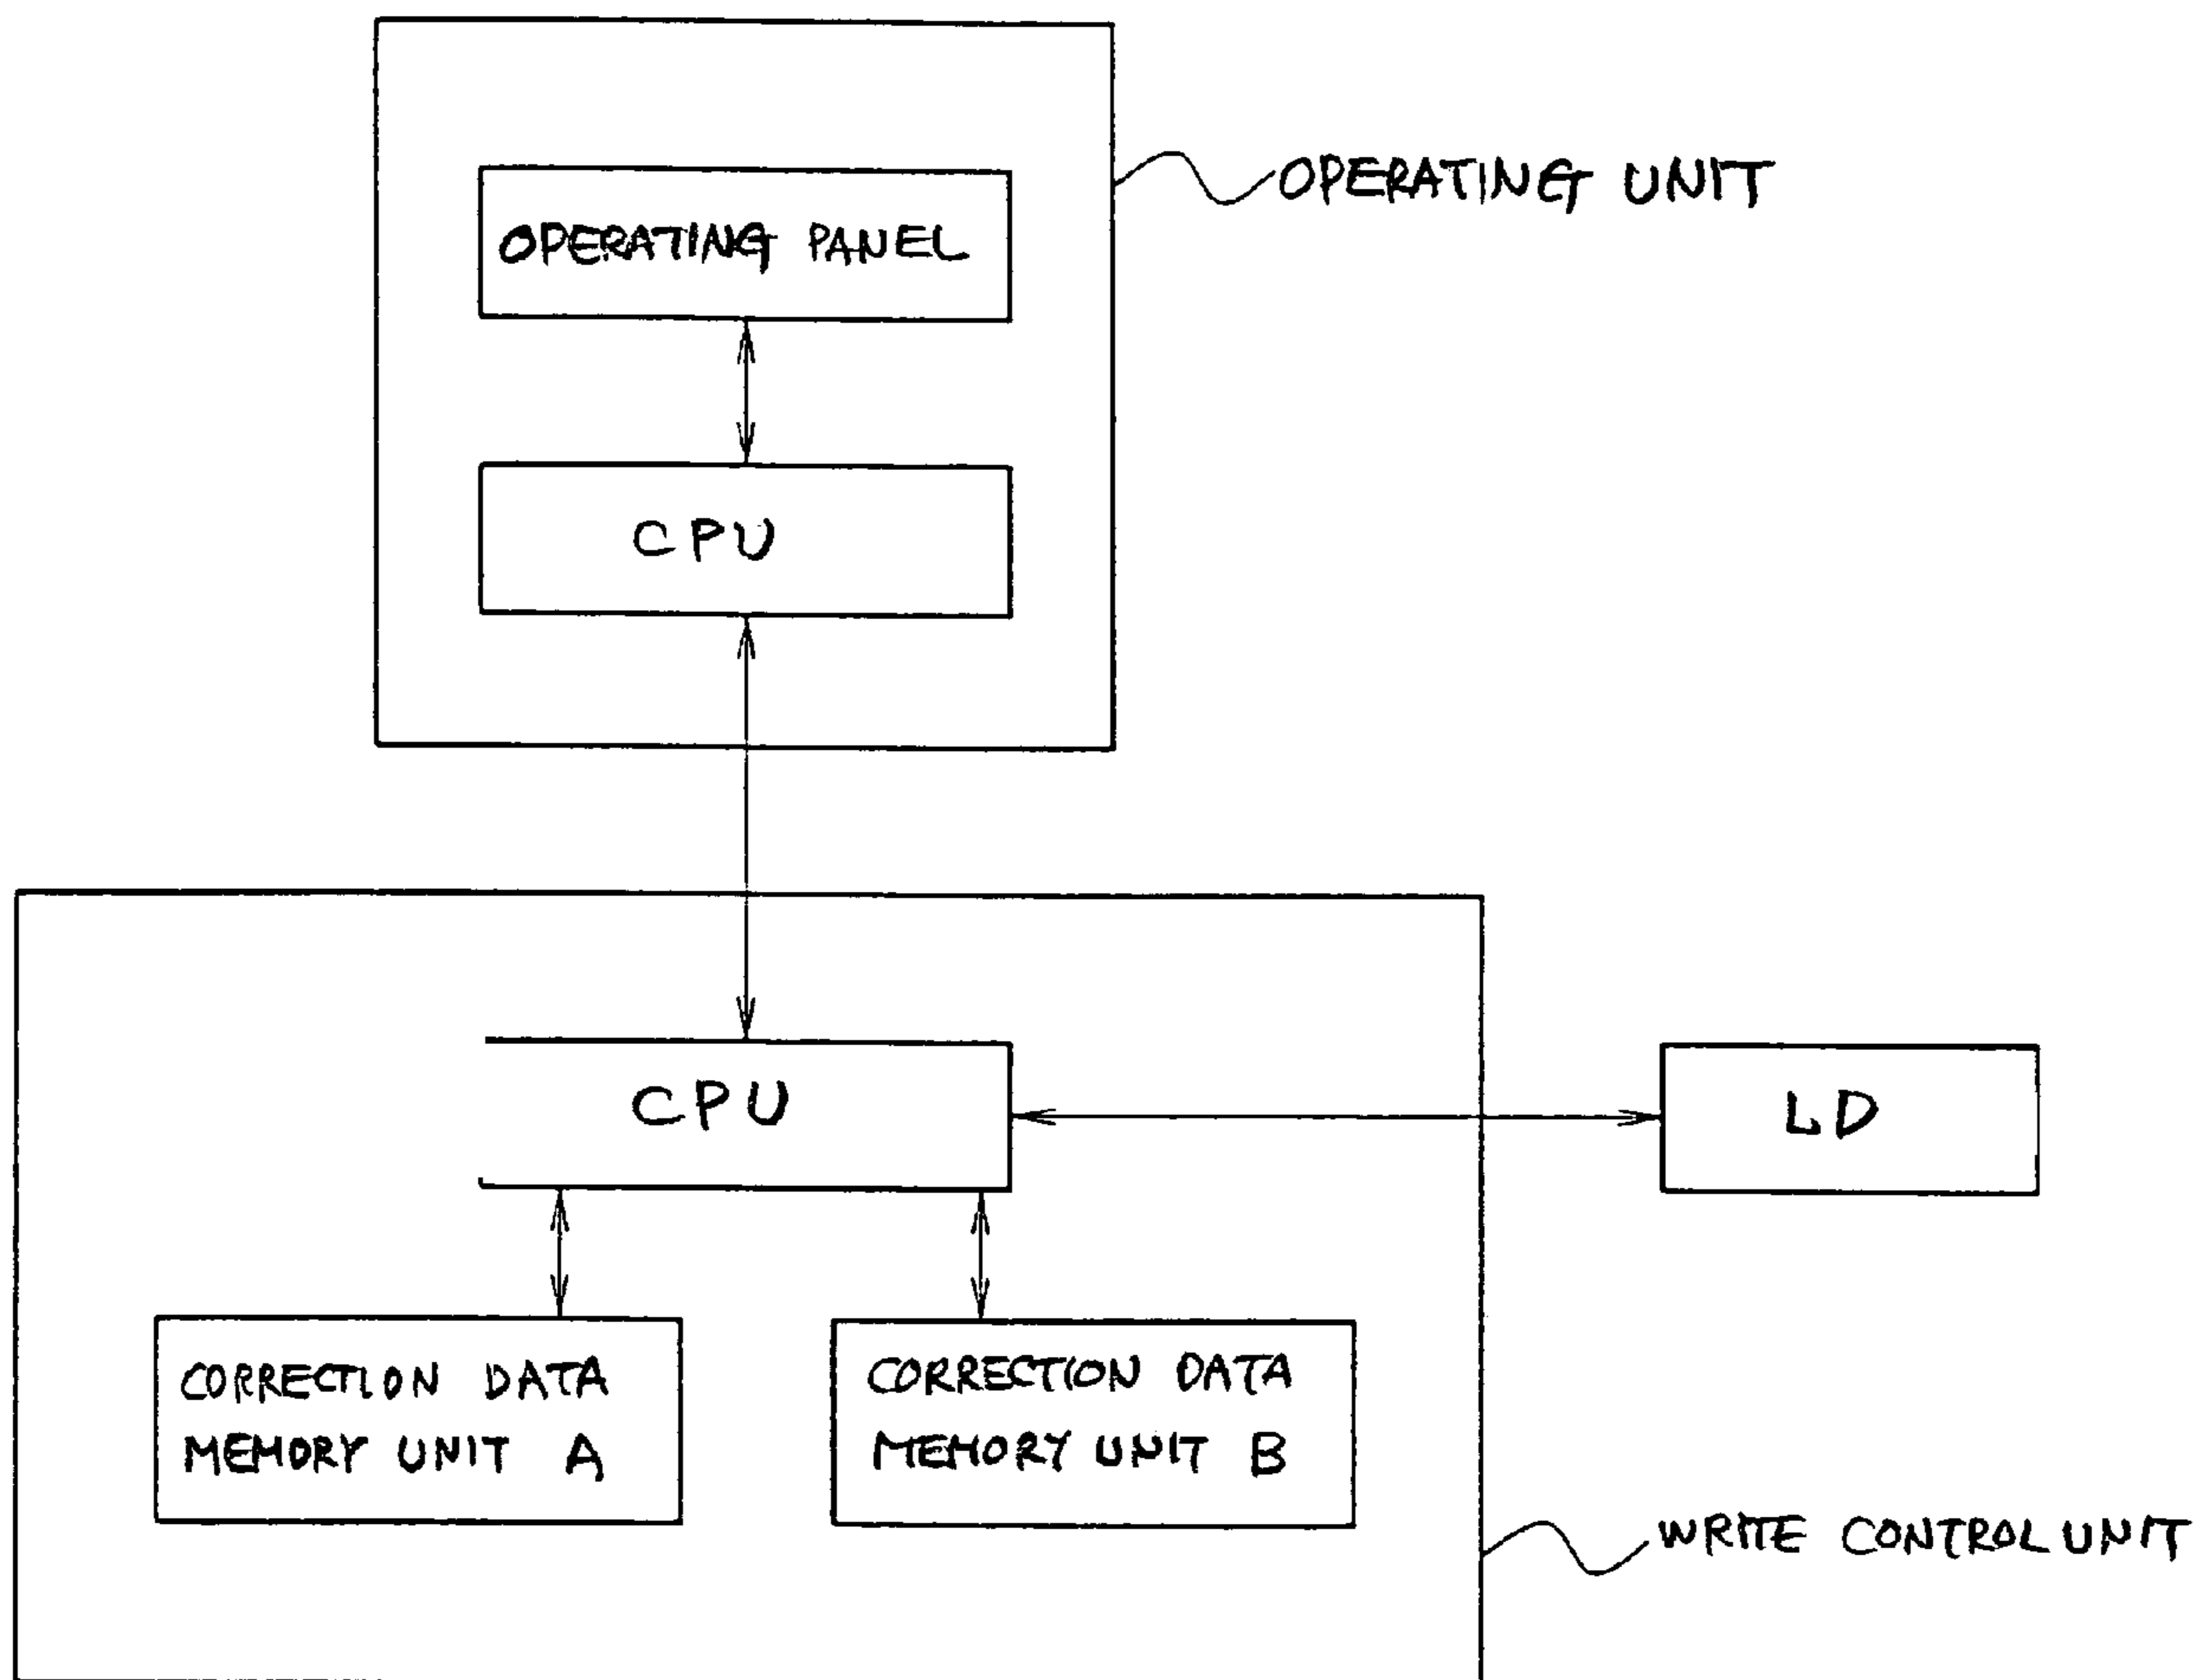 OPERATING UNIT
OPERATING PANEL
CPU
CPU
LD
CORRECTION DATA
MEMORY UNIT A
CORRECTION DATA
MEMORY UNIT B
WRITE CONTROL UNIT